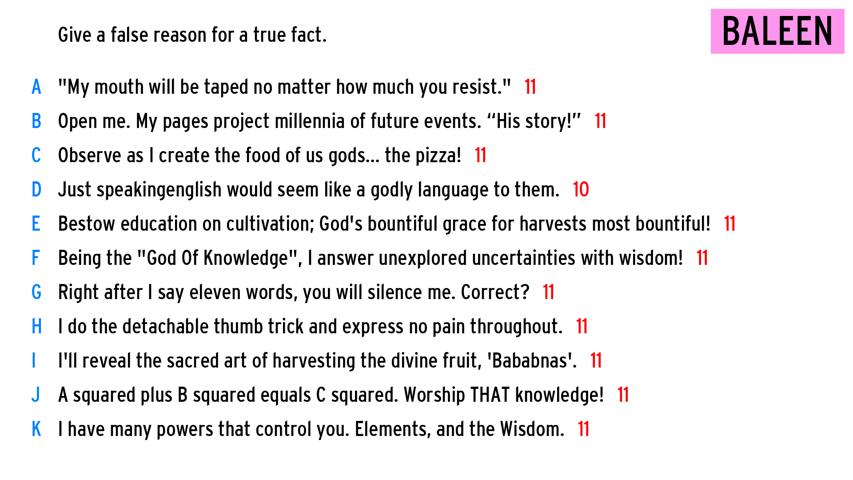 Give a false reason for a true fact.
BALEEN
A "My mouth will be taped no matter how much you resist." 11
B Open me. My pages project millennia of future events. “His story!” 11
C Observe as I create the food of us gods... the pizza! 11
D Just speakingenglish would seem like a godly language to them. 10
E Bestow education on cultivation; God's bountiful grace for harvests most bountiful! 11
F Being the "God Of Knowledge", I answer unexplored uncertainties with wisdom! 11
G Right after I say eleven words, you will silence me. Correct? 11
H I do the detachable thumb trick and express no pain throughout. 11
I I'll reveal the sacred art of harvesting the divine fruit, 'Bababnas'. 11
J A squared plus B squared equals C squared. Worship THAT knowledge! 11
K I have many powers that control you. Elements, and the Wisdom. 11